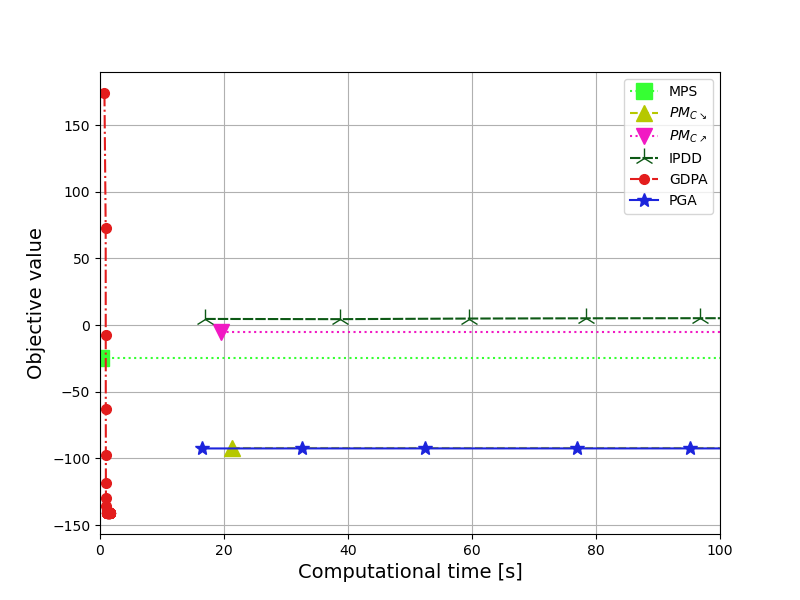 MPS
PM_C↘
PM_C↗
IPDD
GDPA
PGA
150
100
50
0
−50
−100
−150
Objective value
0 20 40 60 80 100
Computational time [s]